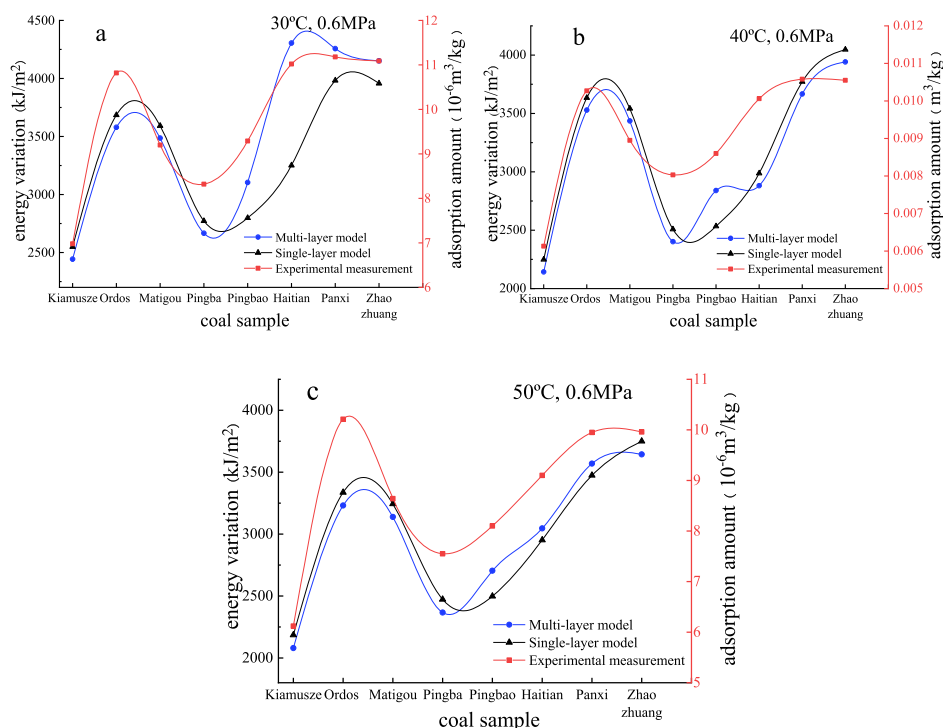 a
30ºC, 0.6MPa
4500
4000
3500
3000
2500
energy variation (kJ/m²)
12
11
10
9
8
7
6
adsorption amount ( 10⁻⁶m³/kg)
Multi-layer model
Single-layer model
Experimental measurement
Kiamusze Ordos Matigou Pingba Pingbao Haitian Panxi Zhao
zhuang
coal sample
b
40ºC, 0.6MPa
4000
3500
3000
2500
2000
energy variation (kJ/m²)
0.012
0.011
0.010
0.009
0.008
0.007
0.006
0.005
adsorption amount ( m³/kg)
Multi-layer model
Single-layer model
Experimental measurement
Kiamusze Ordos Matigou Pingba Pingbao Haitian Panxi Zhao
zhuang
coal sample
c
50ºC, 0.6MPa
4000
3500
3000
2500
2000
energy variation (kJ/m²)
11
10
9
8
7
6
5
adsorption amount ( 10⁻⁶m³/kg)
Multi-layer model
Single-layer model
Experimental measurement
Kiamusze Ordos Matigou Pingba Pingbao Haitian Panxi Zhao
zhuang
coal sample